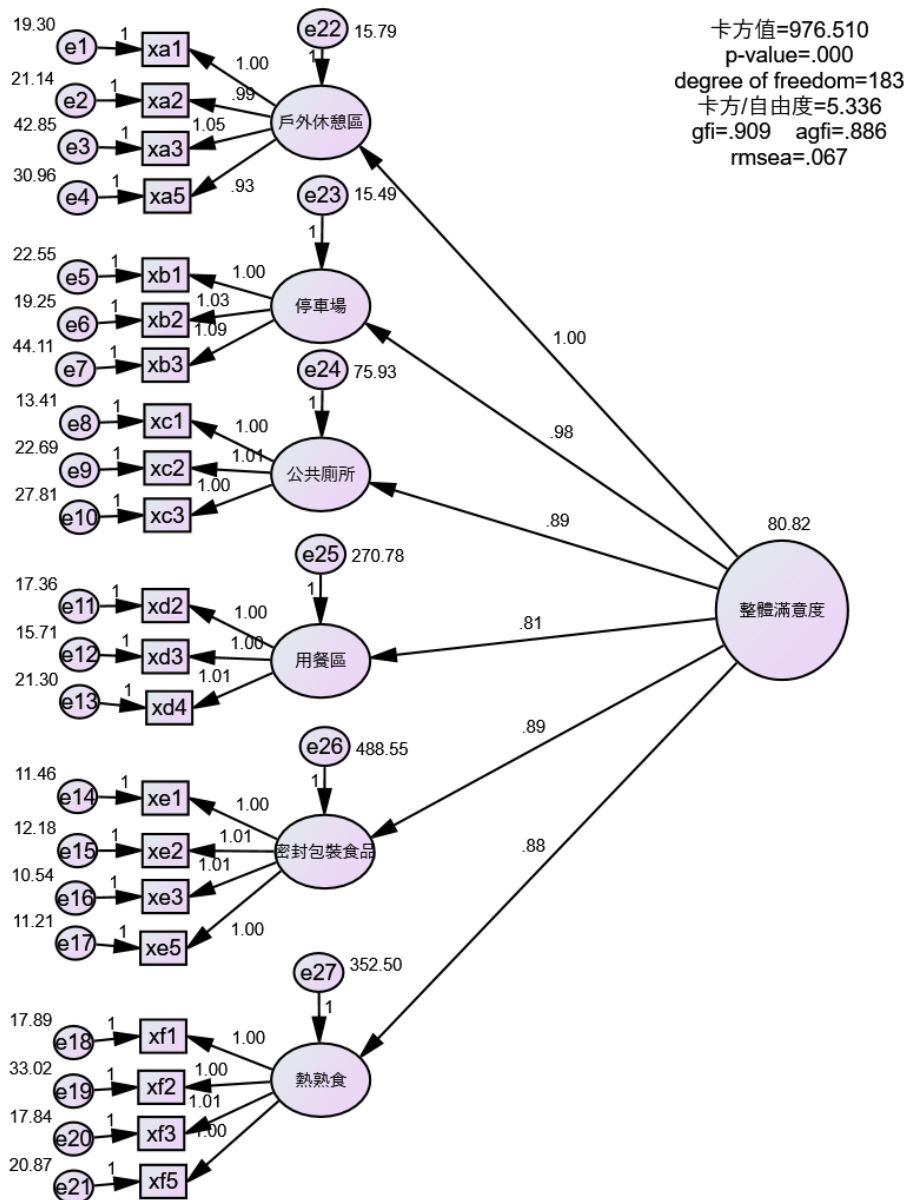 卡方值=976.510
p-value=.000
degree of freedom=183
卡方/自由度=5.336
gfi=.909 agfi=.886
rmsea=.067
19.30
e1
1
xa1
1.00
21.14
e2
1
xa2
.99
42.85
e3
1
xa3
1.05
30.96
e4
1
xa5
.93
e22
15.79
1
戶外休憩區
22.55
e5
1
xb1
1.00
19.25
e6
1
xb2
1.03
44.11
e7
1
xb3
1.09
e23
15.49
1
停車場
13.41
e8
1
xc1
1.00
22.69
e9
1
xc2
1.01
27.81
e10
1
xc3
1.00
e24
75.93
1
公共廁所
17.36
e11
1
xd2
1.00
15.71
e12
1
xd3
1.00
21.30
e13
1
xd4
1.01
e25
270.78
1
用餐區
11.46
e14
1
xe1
1.00
12.18
e15
1
xe2
1.01
10.54
e16
1
xe3
1.01
11.21
e17
1
xe5
1.00
e26
488.55
1
密封包裝食品
17.89
e18
1
xf1
1.00
33.02
e19
1
xf2
1.00
17.84
e20
1
xf3
1.01
20.87
e21
1
xf5
1.00
e27
352.50
1
熱熟食
1.00
.98
.89
.81
.89
.88
80.82
整體滿意度